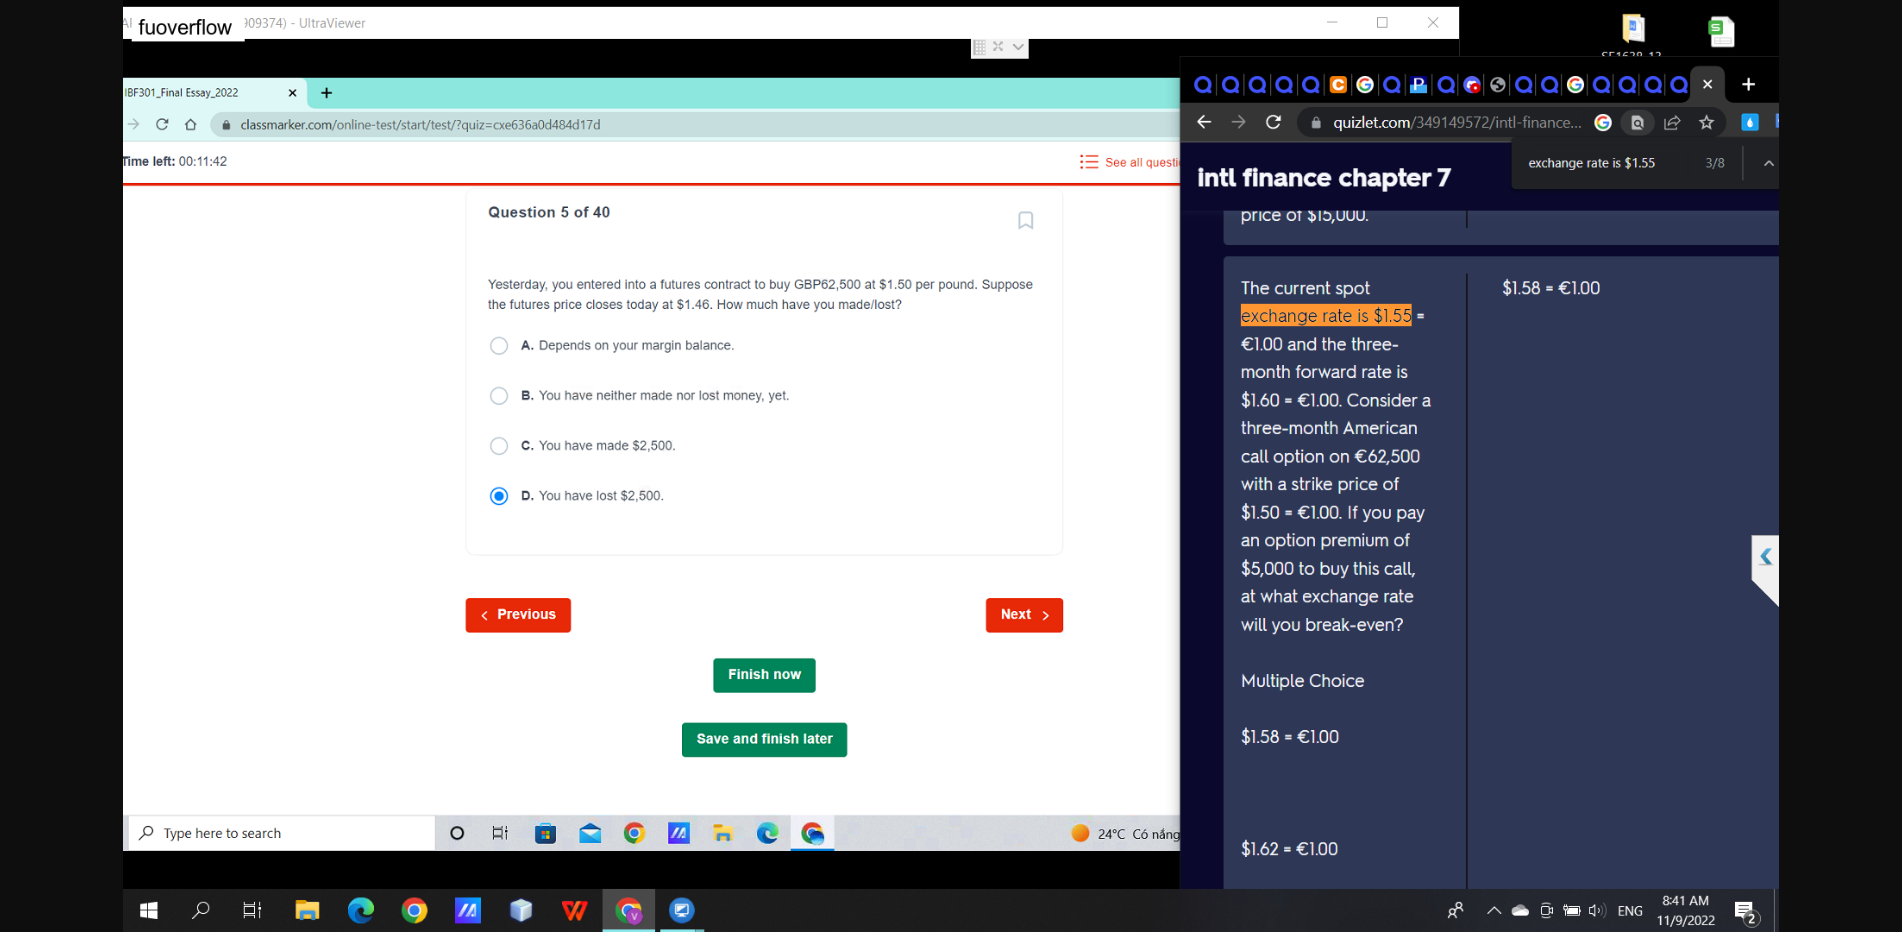 fuoverflow
909374) - UltraViewer
IBF301_Final Essay_2022
classmarker.com/online-test/start/test/?quiz=cxe636a0d484d17d
Time left: 00:11:42
See all questi
Question 5 of 40
Yesterday, you entered into a futures contract to buy GBP62,500 at $1.50 per pound. Suppose
the futures price closes today at $1.46. How much have you made/lost?
A. Depends on your margin balance.
B. You have neither made nor lost money, yet.
C. You have made $2,500.
D. You have lost $2,500.
Previous
Next
Finish now
Save and finish later
Type here to search
24°C Có nắng
quizlet.com/349149572/intl-finance...
exchange rate is $1.55
3/8
intl finance chapter 7
price of $15,000.
The current spot
exchange rate is $1.55 =
€1.00 and the three-
month forward rate is
$1.60 = €1.00. Consider a
three-month American
call option on €62,500
with a strike price of
$1.50 = €1.00. If you pay
an option premium of
$5,000 to buy this call,
at what exchange rate
will you break-even?
Multiple Choice
$1.58 = €1.00
$1.62 = €1.00
$1.58 = €1.00
ENG
8:41 AM
11/9/2022
2